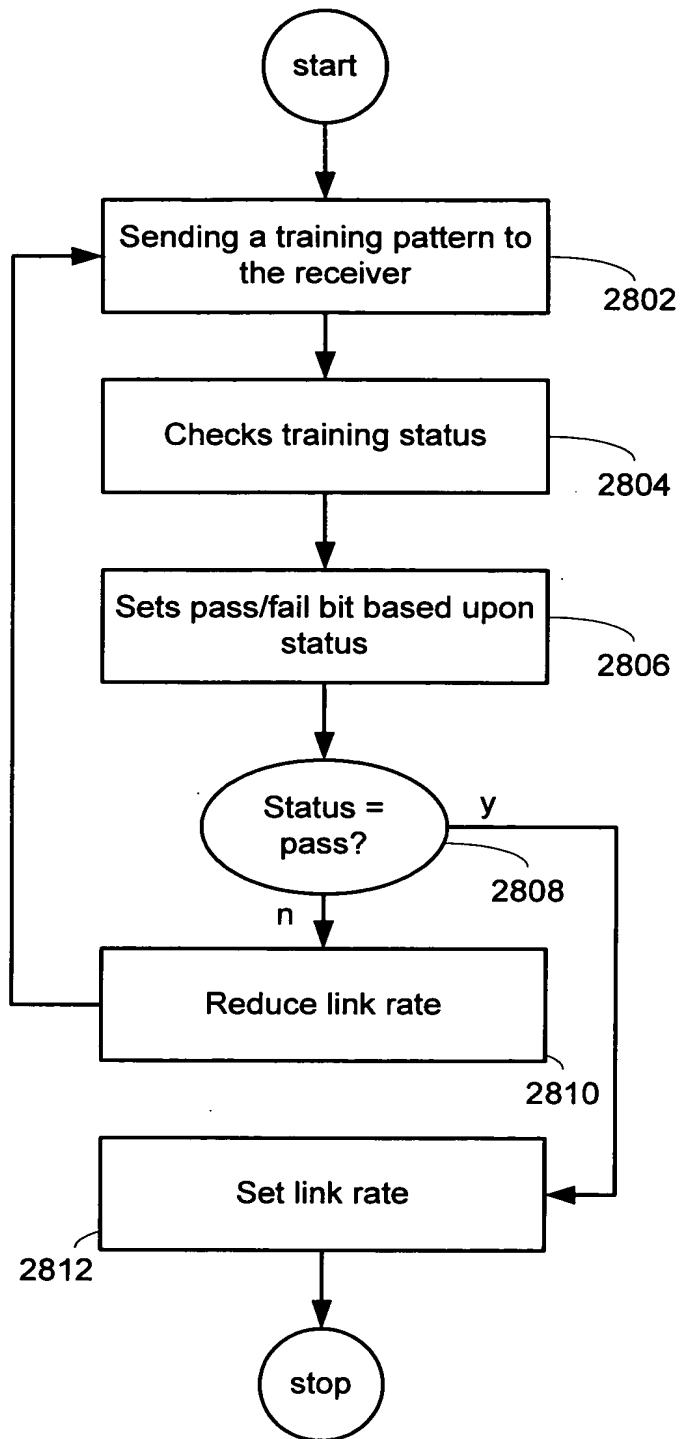 start
Sending a training pattern to
the receiver
2802
Checks training status
2804
Sets pass/fail bit based upon
status
2806
Status =
pass?
y
2808
n
Reduce link rate
2810
Set link rate
2812
stop